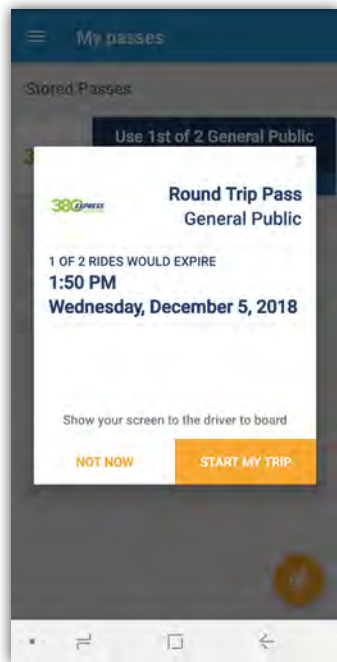 My passes
Stored Passes
Use 1st of 2 General Public
380EXPRESS
Round Trip Pass
General Public
1 OF 2 RIDES WOULD EXPIRE
1:50 PM
Wednesday, December 5, 2018
Show your screen to the driver to board
NOT NOW
START MY TRIP